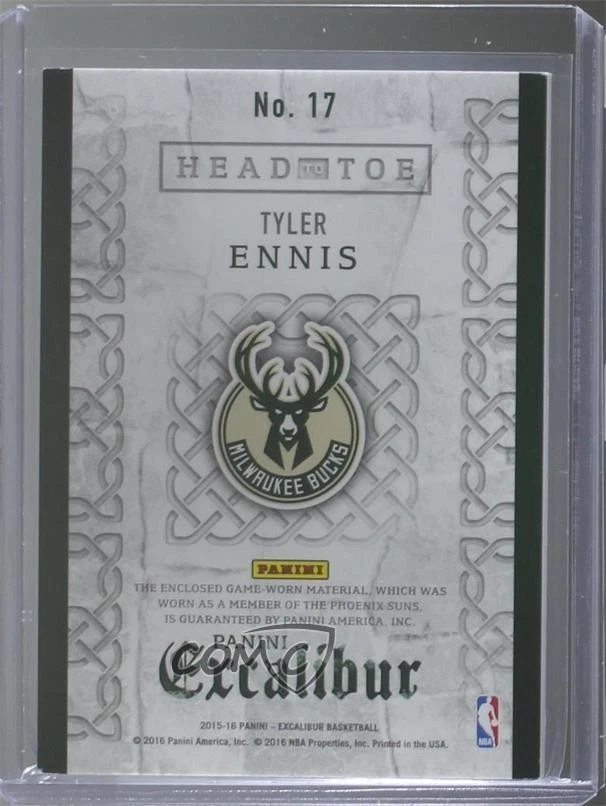 No. 17
HEAD TO TOE
TYLER
ENNIS
MILWAUKEE BUCKS
PANINI
THE ENCLOSED GAME-WORN MATERIAL, WHICH WAS
WORN AS A MEMBER OF THE PHOENIX SUNS,
IS GUARANTEED BY PANINI AMERICA, INC.
PANINI
COMC
Excalibur
2015-16 PANINI – EXCALIBUR BASKETBALL
© 2016 Panini America, Inc. © 2016 NBA Properties, Inc. Printed in the USA.
NBA